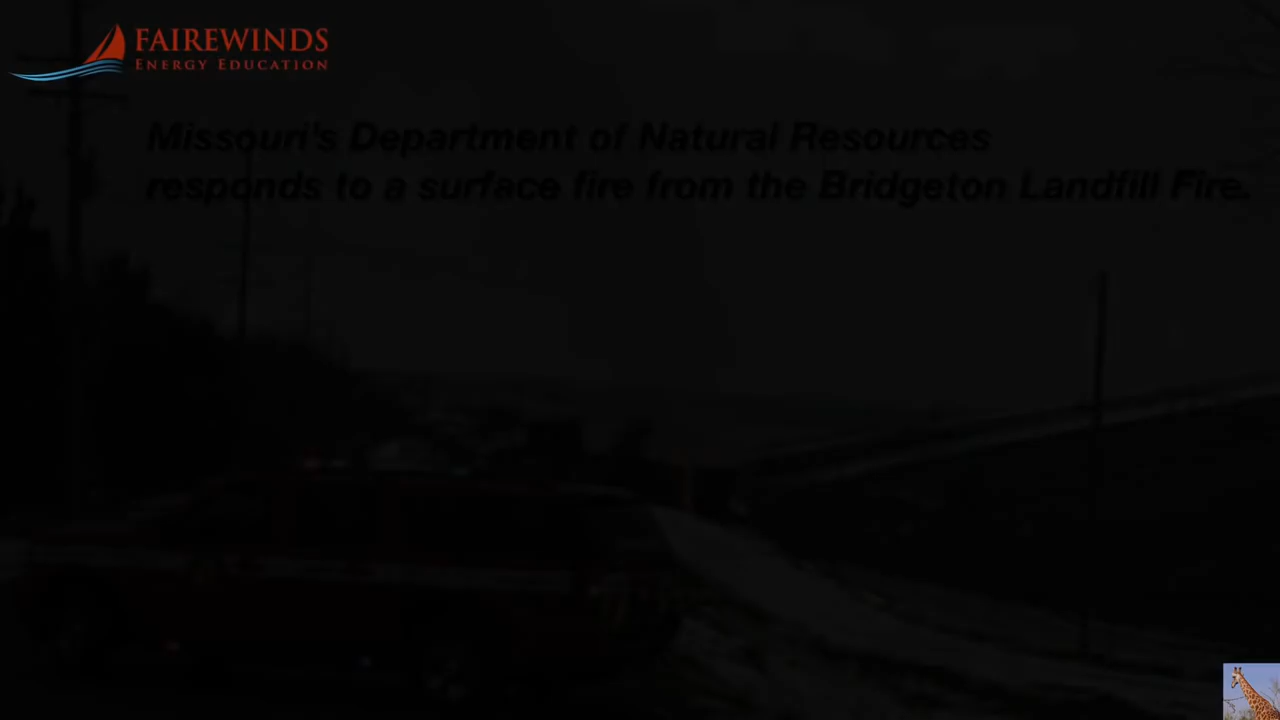 FAIREWINDS
ENERGY EDUCATION
Missouri's Department of Natural Resources
responds to a surface fire from the Bridgeton Landfill Fire.